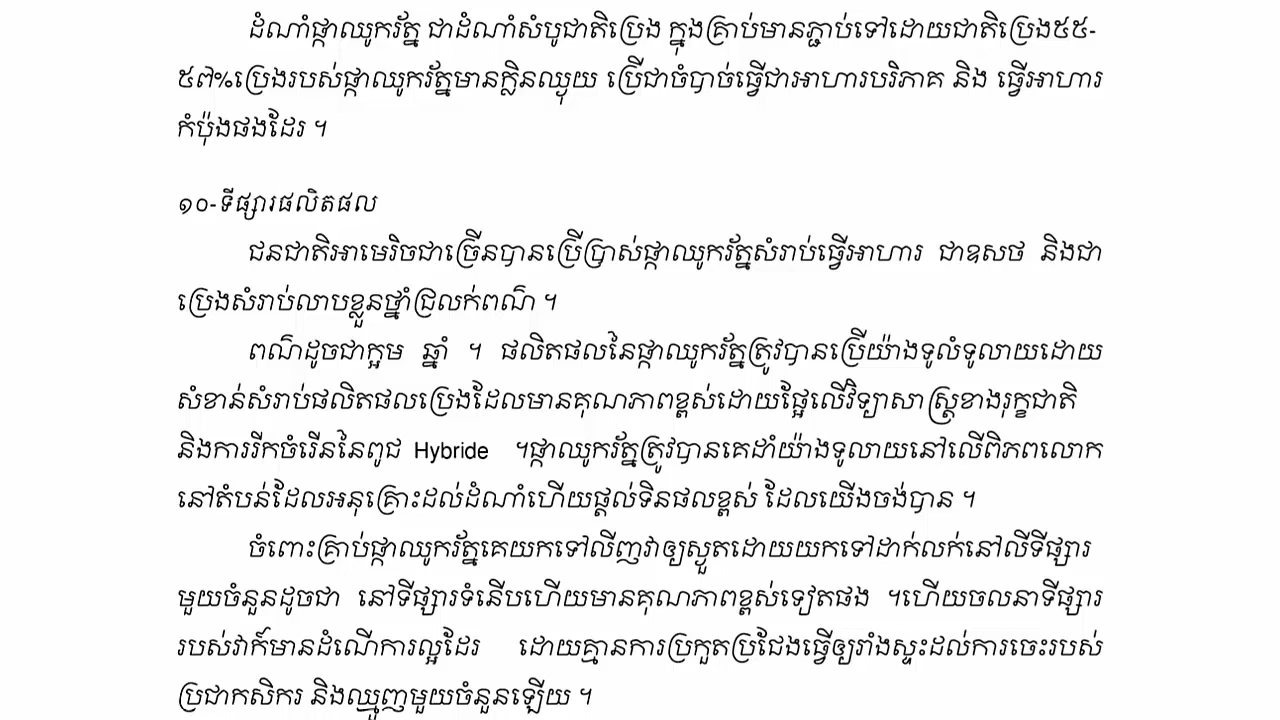 ដំណាំផ្កាឈូករ័ត្ន ជាដំណាំសំបូជាតិប្រេង ក្នុងគ្រាប់មានភ្ជាប់ទៅដោយជាតិប្រេង៥៥-
៥៧%ប្រេងរបស់ផ្កាឈូករ័ត្នមានក្លិនឈ្ងុយ ប្រើជាចំបាច់ធ្វើជាអាហារបរិភាគ និង ធ្វើអាហារ
កំប៉ុងផងដែរ ។
១០-ទីផ្សារផលិតផល
ជនជាតិអាមេរិចជាច្រើនបានប្រើប្រាស់ផ្កាឈូករ័ត្នសំរាប់ធ្វើអាហារ ជាឧសថ និងជា
ប្រេងសំរាប់លាបខ្លួនថ្នាំជ្រលក់ពណ៌ ។
ពណ៌ដូចជាក្អម ឆ្នាំ ។ ផលិតផលនៃផ្កាឈូករ័ត្នត្រូវបានប្រើយ៉ាងទូលំទូលាយដោយ
សំខាន់សំរាប់ផលិតផលប្រេងដែលមានគុណភាពខ្ពស់ដោយផ្អែលើវិទ្យាសាស្ត្រខាងរុក្ខជាតិ
និងការរីកចំរើននៃពូជ Hybride ។ផ្កាឈូករ័ត្នត្រូវបានគេដាំយ៉ាងទូលាយនៅលើពិភពលោក
នៅតំបន់ដែលអនុគ្រោះដល់ដំណាំហើយផ្តល់ទិនផលខ្ពស់ ដែលយើងចង់បាន ។
ចំពោះគ្រាប់ផ្កាឈូករ័ត្នគេយកទៅលីញវាឲ្យស្ងួតដោយយកទៅដាក់លក់នៅលីទីផ្សារ
មួយចំនួនដូចជា នៅទីផ្សារទំនើបហើយមានគុណភាពខ្ពស់ទៀតផង ។ហើយចលនាទីផ្សារ
របស់វាក៏មានដំណើការល្អដែរ ដោយគ្មានការប្រកួតប្រជែងធ្វើឲ្យរាំងស្ទះដល់ការចេះរបស់
ប្រជាកសិករ និងឈ្មួញមួយចំនួនឡើយ ។